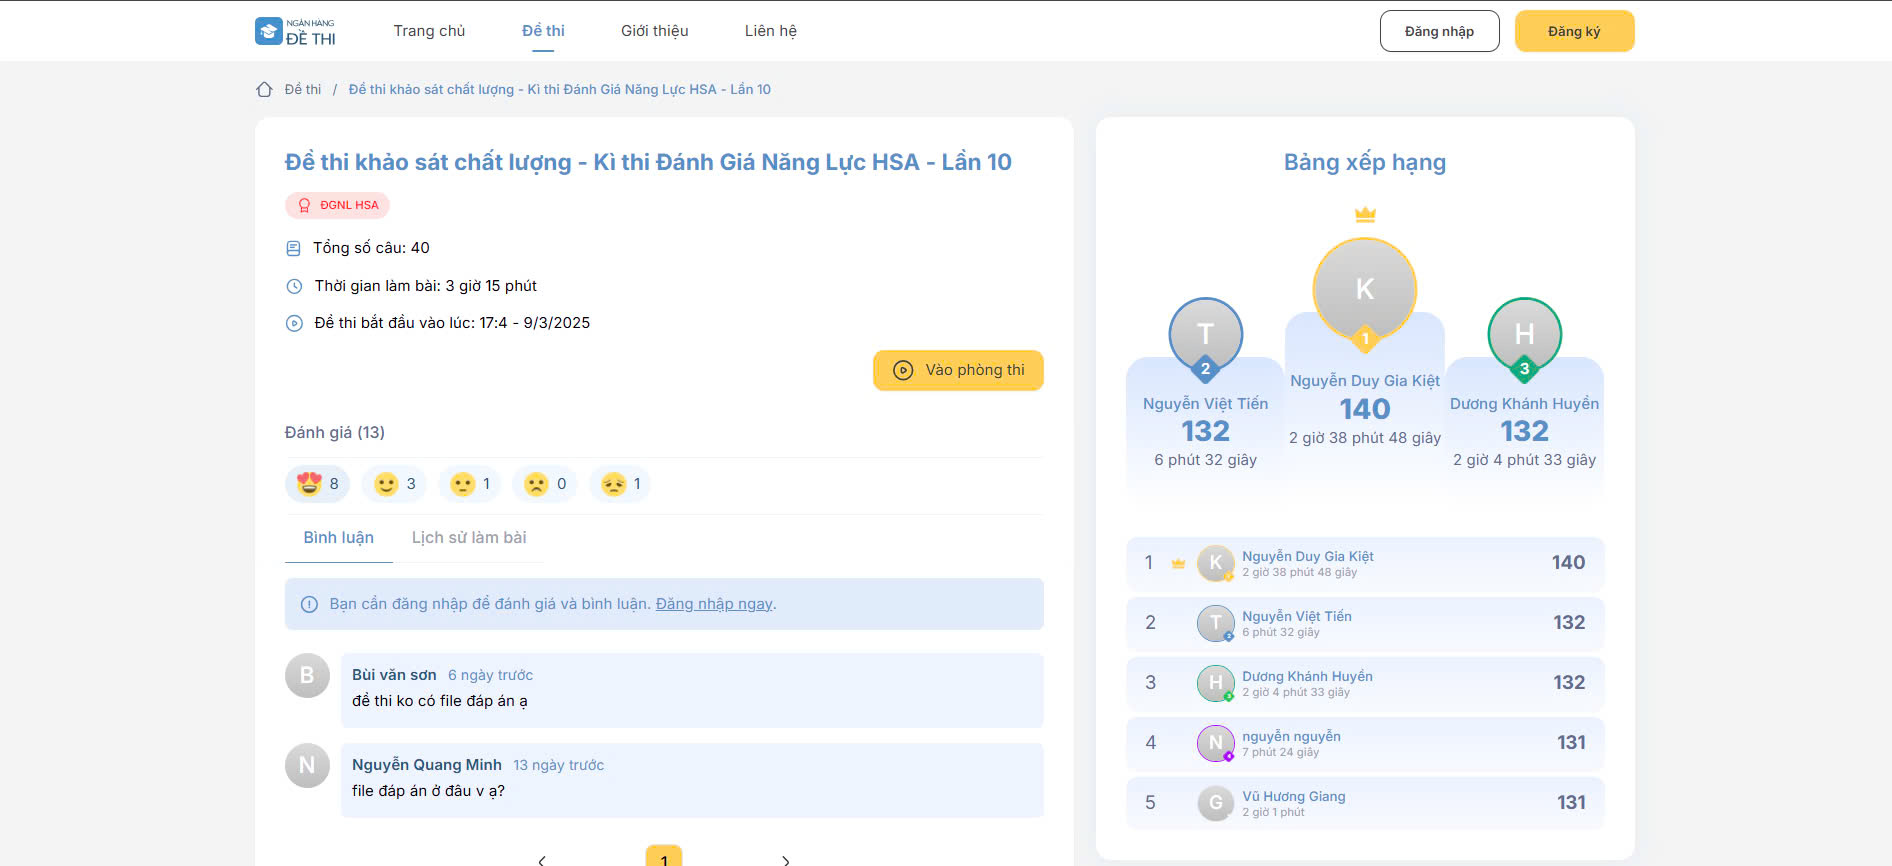 NGÂN HÀNG
ĐỀ THI
Trang chủ
Đề thi
Giới thiệu
Liên hệ
Đăng nhập
Đăng ký
Đề thi / Đề thi khảo sát chất lượng - Kì thi Đánh Giá Năng Lực HSA - Lần 10
Đề thi khảo sát chất lượng - Kì thi Đánh Giá Năng Lực HSA - Lần 10
ĐGNL HSA
Tổng số câu: 40
Thời gian làm bài: 3 giờ 15 phút
Đề thi bắt đầu vào lúc: 17:4 - 9/3/2025
Vào phòng thi
Đánh giá (13)
8
3
1
0
1
Bình luận
Lịch sử làm bài
Bạn cần đăng nhập để đánh giá và bình luận. Đăng nhập ngay.
B
Bùi văn sơn 6 ngày trước
đề thi ko có file đáp án ạ
N
Nguyễn Quang Minh 13 ngày trước
file đáp án ở đâu v ạ?
1
Bảng xếp hạng
K
1
Nguyễn Duy Gia Kiệt
140
2 giờ 38 phút 48 giây
T
2
Nguyễn Việt Tiến
132
6 phút 32 giây
H
3
Dương Khánh Huyền
132
2 giờ 4 phút 33 giây
1 K Nguyễn Duy Gia Kiệt 140
2 giờ 38 phút 48 giây
2 T Nguyễn Việt Tiến 132
6 phút 32 giây
3 H Dương Khánh Huyền 132
2 giờ 4 phút 33 giây
4 N nguyễn nguyễn 131
7 phút 24 giây
5 G Vũ Hương Giang 131
2 giờ 1 phút